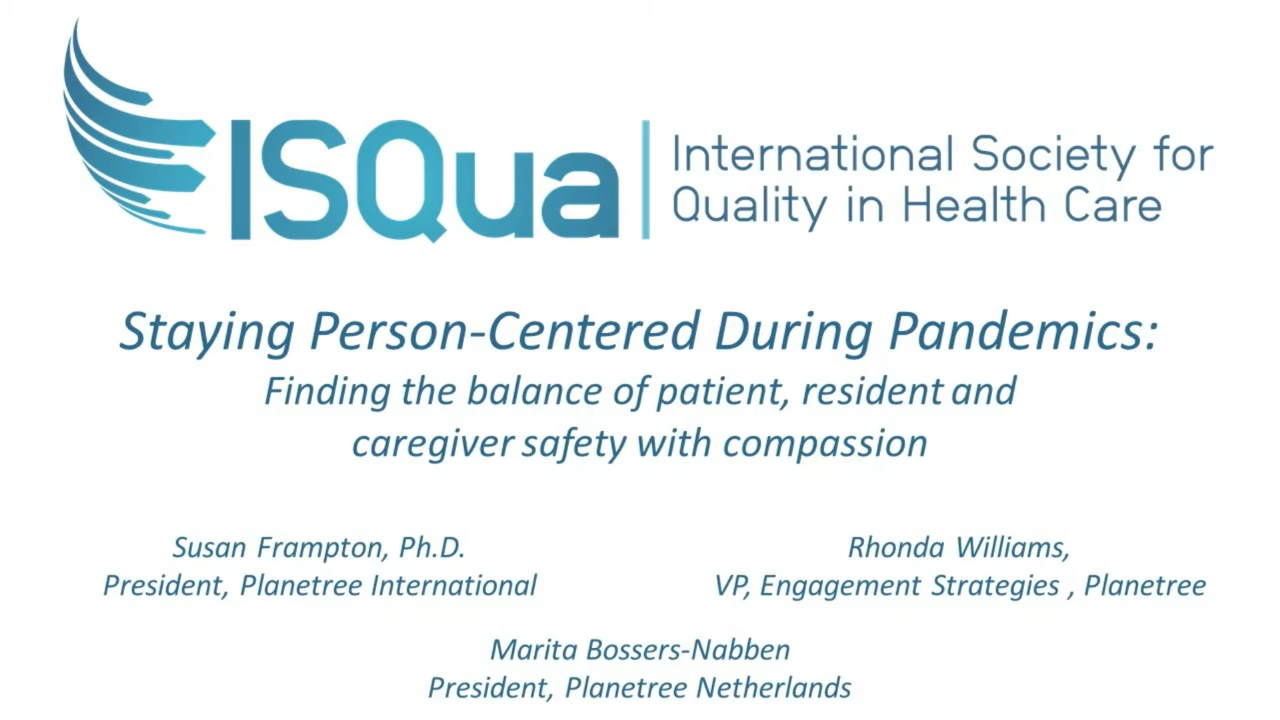 ISQua
International Society for
Quality in Health Care
Staying Person-Centered During Pandemics:
Finding the balance of patient, resident and
caregiver safety with compassion
Susan Frampton, Ph.D.
President, Planetree International
Rhonda Williams,
VP, Engagement Strategies , Planetree
Marita Bossers-Nabben
President, Planetree Netherlands